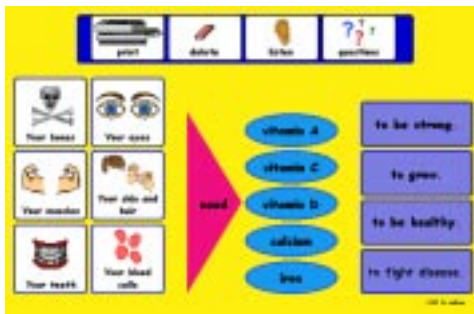 print
delete
listen
questions
Your bones
Your eyes
Your muscles
Your skin and
hair
Your teeth
Your blood
cells
need
vitamin A
vitamin C
vitamin D
calcium
iron
to be strong.
to grow.
to be healthy.
to fight disease.